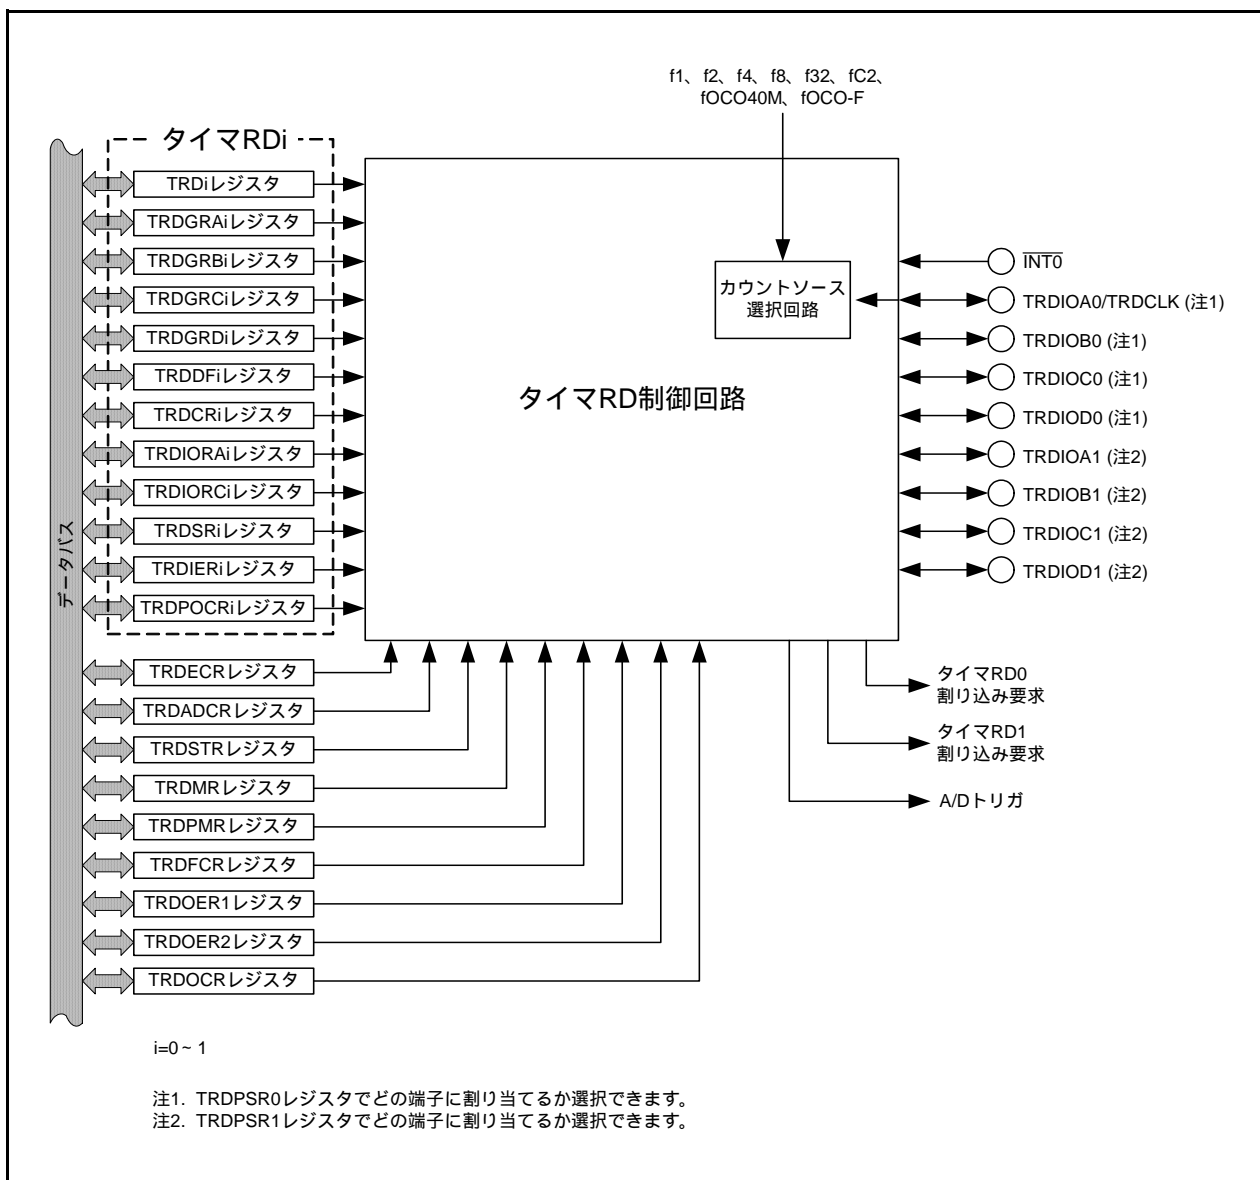 f1、f2、f4、f8、f32、fC2、
fOCO40M、fOCO-F
タイマRDi
TRDiレジスタ
TRDGRAiレジスタ
TRDGRBiレジスタ
TRDGRCiレジスタ
TRDGRDiレジスタ
TRDDFiレジスタ
TRDCRiレジスタ
TRDIORAiレジスタ
TRDIORCiレジスタ
TRDSRiレジスタ
TRDIERiレジスタ
TRDPOCRiレジスタ
データバス
カウントソース
選択回路
タイマRD制御回路
INT0
TRDIOA0/TRDCLK (注1)
TRDIOB0 (注1)
TRDIOC0 (注1)
TRDIOD0 (注1)
TRDIOA1 (注2)
TRDIOB1 (注2)
TRDIOC1 (注2)
TRDIOD1 (注2)
TRDECRレジスタ
TRDADCRレジスタ
TRDSTRレジスタ
TRDMRレジスタ
TRDPMRレジスタ
TRDFCRレジスタ
TRDOER1レジスタ
TRDOER2レジスタ
TRDOCRレジスタ
タイマRD0
割り込み要求
タイマRD1
割り込み要求
A/Dトリガ
i=0~1
注1. TRDPSR0レジスタでどの端子に割り当てるか選択できます。
注2. TRDPSR1レジスタでどの端子に割り当てるか選択できます。